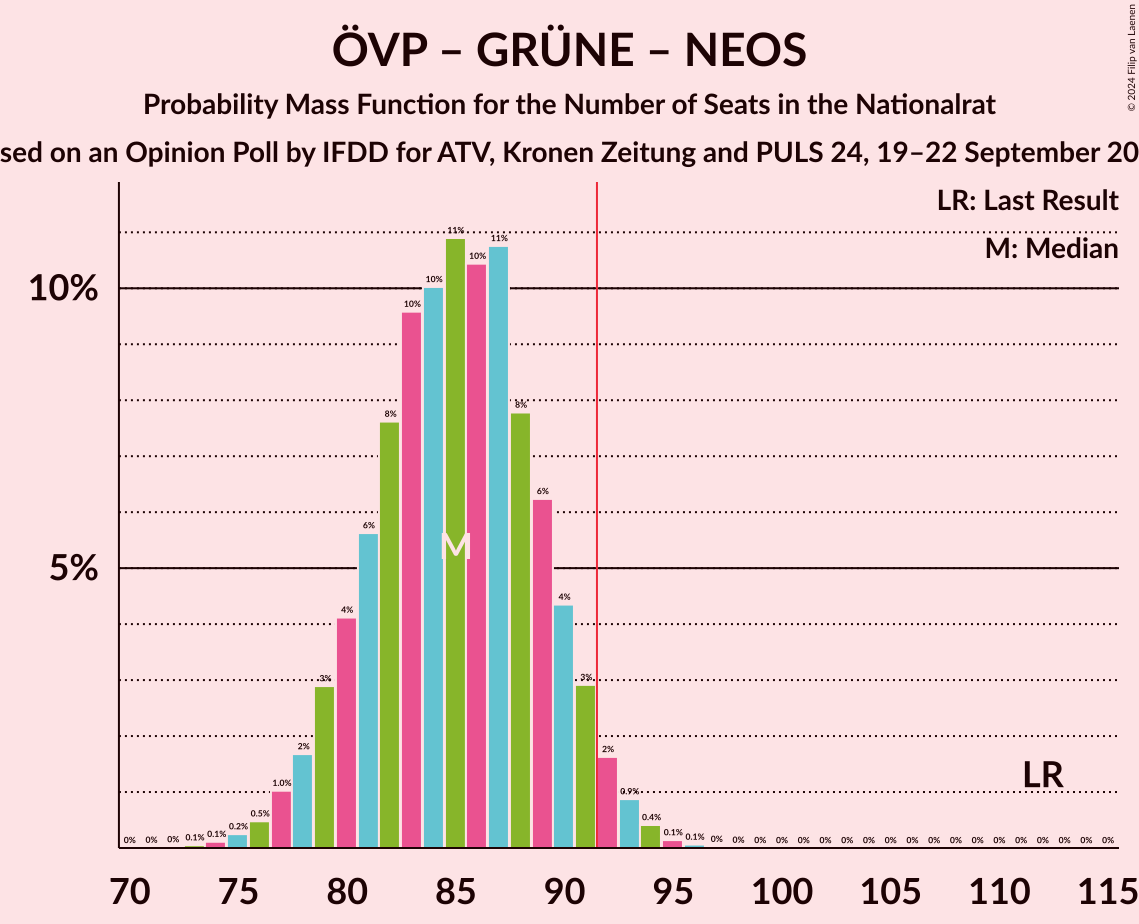 ÖVP – GRÜNE – NEOS
Probability Mass Function for the Number of Seats in the Nationalrat
sed on an Opinion Poll by IFDD for ATV, Kronen Zeitung and PULS 24, 19–22 September 20
© 2024 Filip van Laenen
LR: Last Result
M: Median
10%
5%
0% 0% 0% 0.1% 0.1% 0.2% 0.5% 1.0% 2% 3% 4% 6% 8% 10% 10% 11% 10% 11% 8% 6% 4% 3% 2% 0.9% 0.4% 0.1% 0.1% 0% 0% 0% 0% 0% 0% 0% 0% 0% 0% 0% 0% 0% 0% 0% 0% 0% 0% 0%
M
LR
70 75 80 85 90 95 100 105 110 115